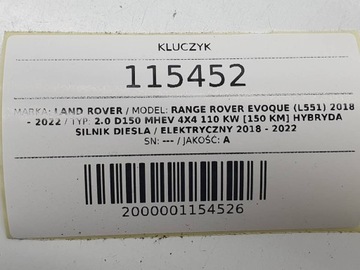 KLUCZYK
115452
MARKA: LAND ROVER / MODEL: RANGE ROVER EVOQUE (L551) 2018
- 2022 / TYP: 2.0 D150 MHEV 4X4 110 KW [150 KM] HYBRYDA
SILNIK DIESLA / ELEKTRYCZNY 2018 - 2022
SN: --- / JAKOŚĆ: A
2000001154526